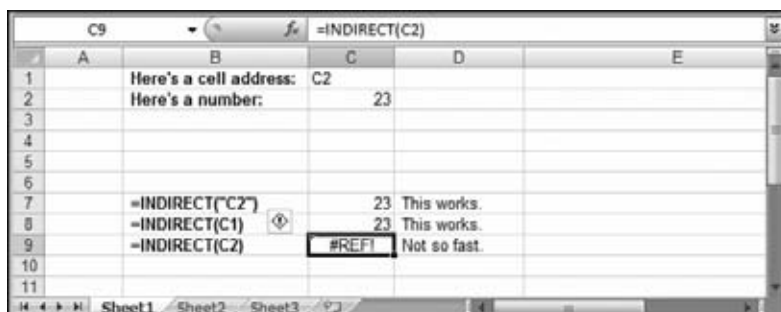 C9 fx =INDIRECT(C2)
A B C D E
1 Here's a cell address: C2
2 Here's a number: 23
3
4
5
6
7 =INDIRECT("C2") 23 This works.
8 =INDIRECT(C1) 23 This works.
9 =INDIRECT(C2) #REF! Not so fast.
10
11
Sheet1 Sheet2 Sheet3